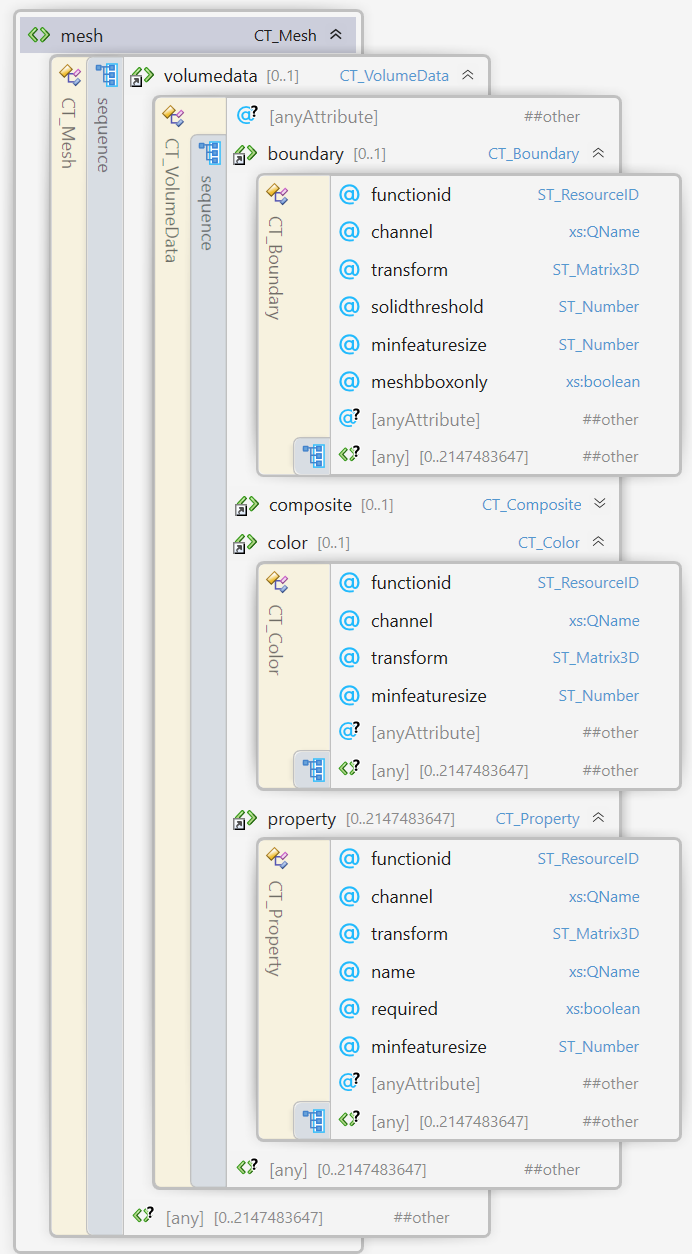 mesh CT_Mesh
CT_Mesh
sequence
volumedata [0..1] CT_VolumeData
CT_VolumeData
sequence
[anyAttribute] ##other
boundary [0..1] CT_Boundary
CT_Boundary
functionid ST_ResourceID
channel xs:QName
transform ST_Matrix3D
solidthreshold ST_Number
minfeaturesize ST_Number
meshbboxonly xs:boolean
[anyAttribute] ##other
[any] [0..2147483647] ##other
composite [0..1] CT_Composite
color [0..1] CT_Color
CT_Color
functionid ST_ResourceID
channel xs:QName
transform ST_Matrix3D
minfeaturesize ST_Number
[anyAttribute] ##other
[any] [0..2147483647] ##other
property [0..2147483647] CT_Property
CT_Property
functionid ST_ResourceID
channel xs:QName
transform ST_Matrix3D
name xs:QName
required xs:boolean
minfeaturesize ST_Number
[anyAttribute] ##other
[any] [0..2147483647] ##other
[any] [0..2147483647] ##other
[any] [0..2147483647] ##other